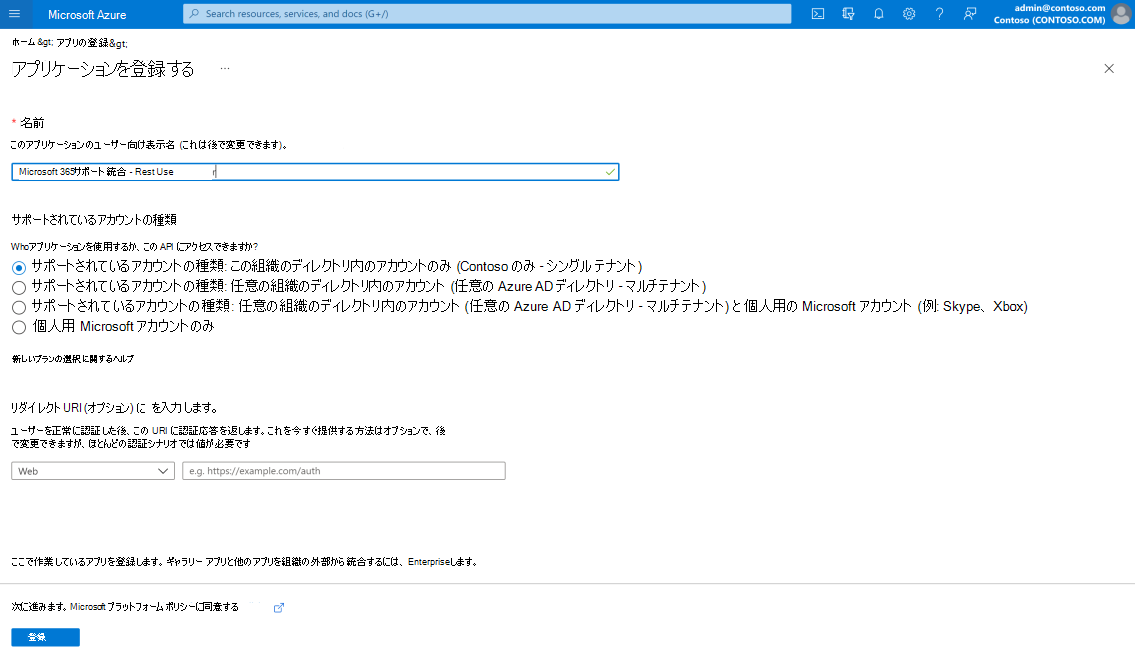 Microsoft Azure
Search resources, services, and docs (G+/)
admin@contoso.com
Contoso (CONTOSO.COM)
ホーム &gt; アプリの登録&gt;
アプリケーションを登録する ...
* 名前
このアプリケーションのユーザー向け表示名 (これは後で変更できます)。
Microsoft 365サポート 統合 - Rest Use r
サポートされているアカウントの種類
Whoアプリケーションを使用するか、この API にアクセスできますか?
サポートされているアカウントの種類: この組織のディレクトリ内のアカウントのみ (Contoso のみ - シングル テナント)
サポートされているアカウントの種類: 任意の組織のディレクトリ内のアカウント (任意の Azure AD ディレクトリ - マルチテナント)
サポートされているアカウントの種類: 任意の組織のディレクトリ内のアカウント (任意の Azure AD ディレクトリ - マルチテナント) と個人用の Microsoft アカウント (例: Skype、Xbox)
個人用 Microsoft アカウントのみ
新しいプランの選択に関するヘルプ
リダイレクト URI (オプション) に を入力します。
ユーザーを正常に認証した後、この URI に認証応答を返します。これを今すぐ提供する方法はオプションで、後
で変更できますが、ほとんどの認証シナリオでは値が必要です
Web
e.g. https://example.com/auth
ここで作業しているアプリを登録します。ギャラリー アプリと他のアプリを組織の外部から統合するには、Enterpriseします。
次に進みます。Microsoft プラットフォーム ポリシーに同意する
登録